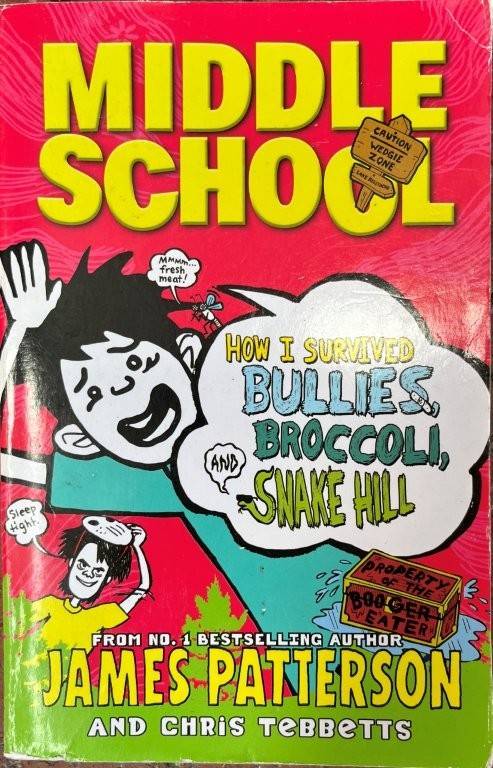 MIDDLE
SCHOOL
CAUTION
WEDGIE
ZONE
Mmmm...
fresh
meat!
HOW I SURVIVED
BULLIES,
BROCCOLI,
AND
SNAKE HILL
Sleep
tight.
PROPERTY
OF THE
BOOGER
EATER
FROM NO. 1 BESTSELLING AUTHOR
JAMES PATTERSON
AND CHRIS TEBBETTS